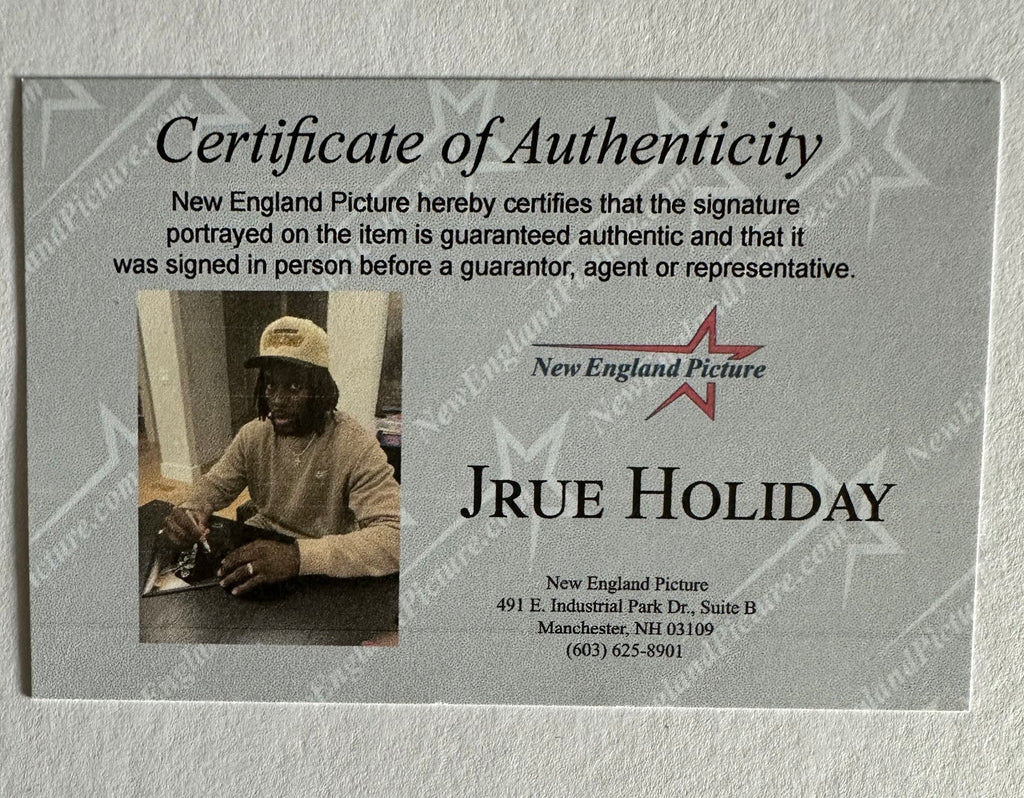 Certificate of Authenticity
New England Picture hereby certifies that the signature
portrayed on the item is guaranteed authentic and that it
was signed in person before a guarantor, agent or representative.
New England Picture
JRUE HOLIDAY
New England Picture
491 E. Industrial Park Dr., Suite B
Manchester, NH 03109
(603) 625-8901